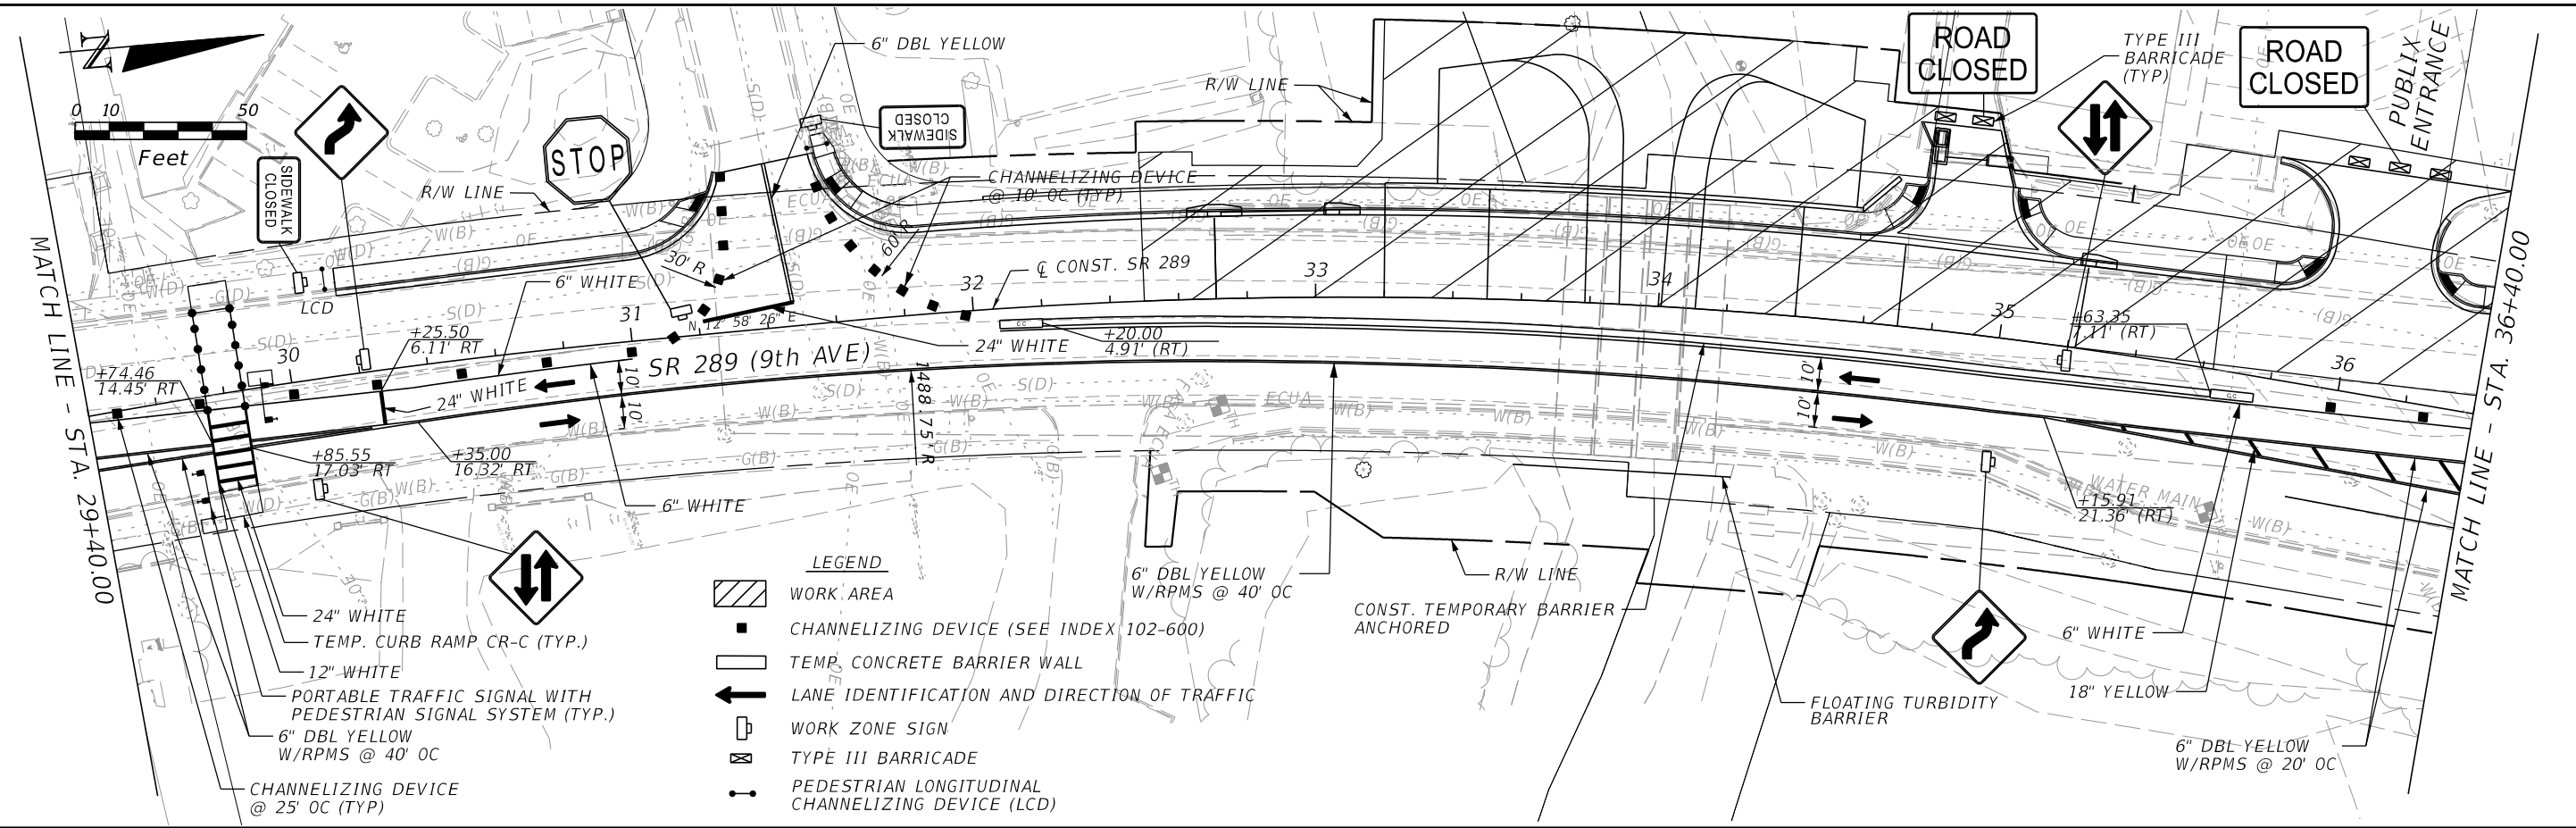 N
0 10 50
Feet
MATCH LINE - STA. 29+40.00
SIDEWALK
CLOSED
LCD
R/W LINE
STOP
6" DBL YELLOW
SIDEWALK
CLOSED
CHANNELIZING DEVICE
@ 10' OC (TYP)
R/W LINE
ROAD
CLOSED
TYPE III
BARRICADE
(TYP)
ROAD
CLOSED
PUBLIX
ENTRANCE
30' R
60' R
6" WHITE
℄ CONST. SR 289
N 12° 58' 26" E
24" WHITE
SR 289 (9th AVE)
30
31
32
33
34
35
36
+74.46
14.45' RT
+25.50
6.11' RT
24" WHITE
+85.55
17.03' RT
+35.00
16.32' RT
10'
10'
1488.75' R
+20.00
4.91' (RT)
10'
10'
+63.35
7.11' (RT)
+15.91
21.36' (RT)
ECUA
ECUA
ECUA
WATER MAIN
W(B)
G(B)
S(D)
OE
W(D)
G(D)
6" WHITE
24" WHITE
TEMP. CURB RAMP CR-C (TYP.)
12" WHITE
PORTABLE TRAFFIC SIGNAL WITH
PEDESTRIAN SIGNAL SYSTEM (TYP.)
6" DBL YELLOW
W/RPMS @ 40' OC
CHANNELIZING DEVICE
@ 25' OC (TYP)
LEGEND
WORK AREA
CHANNELIZING DEVICE (SEE INDEX 102-600)
TEMP. CONCRETE BARRIER WALL
LANE IDENTIFICATION AND DIRECTION OF TRAFFIC
WORK ZONE SIGN
TYPE III BARRICADE
PEDESTRIAN LONGITUDINAL
CHANNELIZING DEVICE (LCD)
6" DBL YELLOW
W/RPMS @ 40' OC
R/W LINE
CONST. TEMPORARY BARRIER
ANCHORED
FLOATING TURBIDITY
BARRIER
6" WHITE
18" YELLOW
6" DBL YELLOW
W/RPMS @ 20' OC
MATCH LINE - STA. 36+40.00